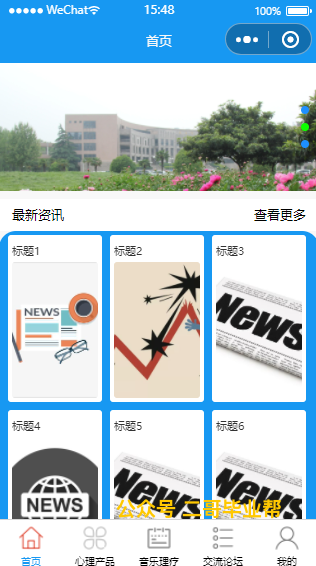 WeChat 15:48 100%
首页
最新资讯 查看更多
标题1 标题2 标题3
NEWS News
标题4 标题5 标题6
NEWS News News
公众号 二哥毕业帮
首页 心理产品 音乐理疗 交流论坛 我的